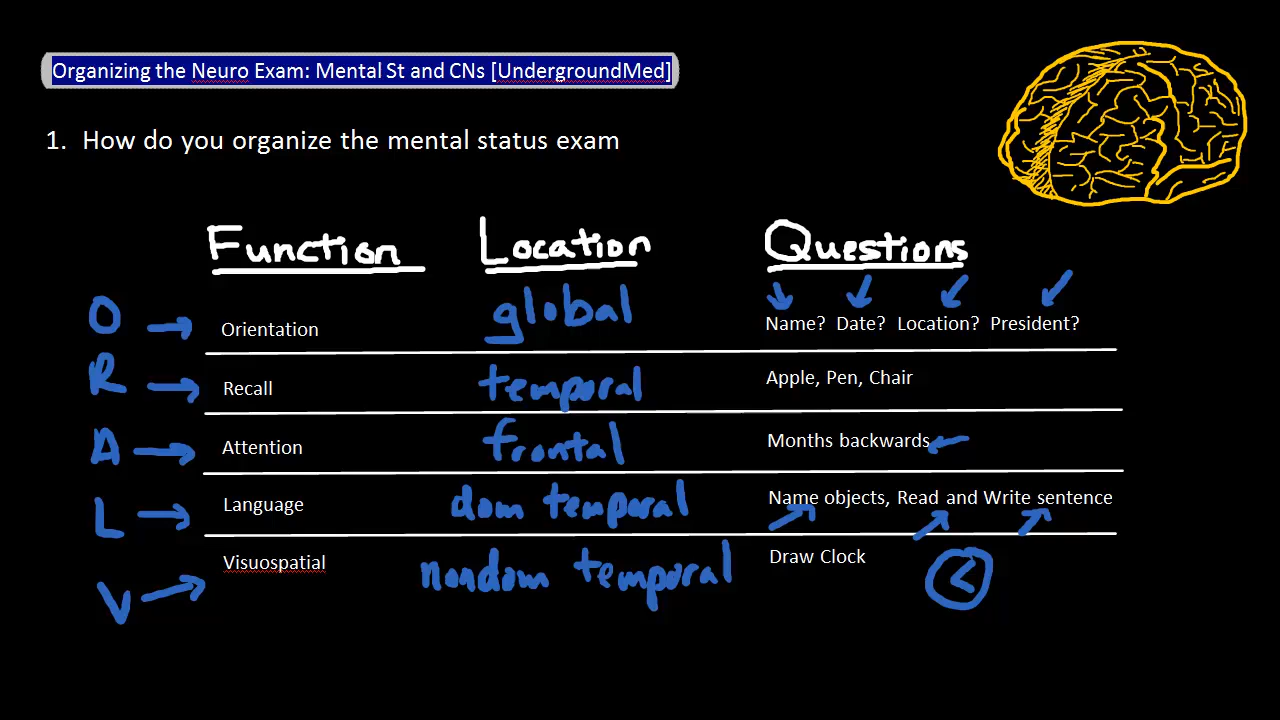 Organizing the Neuro Exam: Mental St and CNs [UndergroundMed]
1. How do you organize the mental status exam
Function Location Questions
O Orientation global Name? Date? Location? President?
R Recall temporal Apple, Pen, Chair
A Attention frontal Months backwards
L Language dom temporal Name objects, Read and Write sentence
V Visuospatial nondom temporal Draw Clock